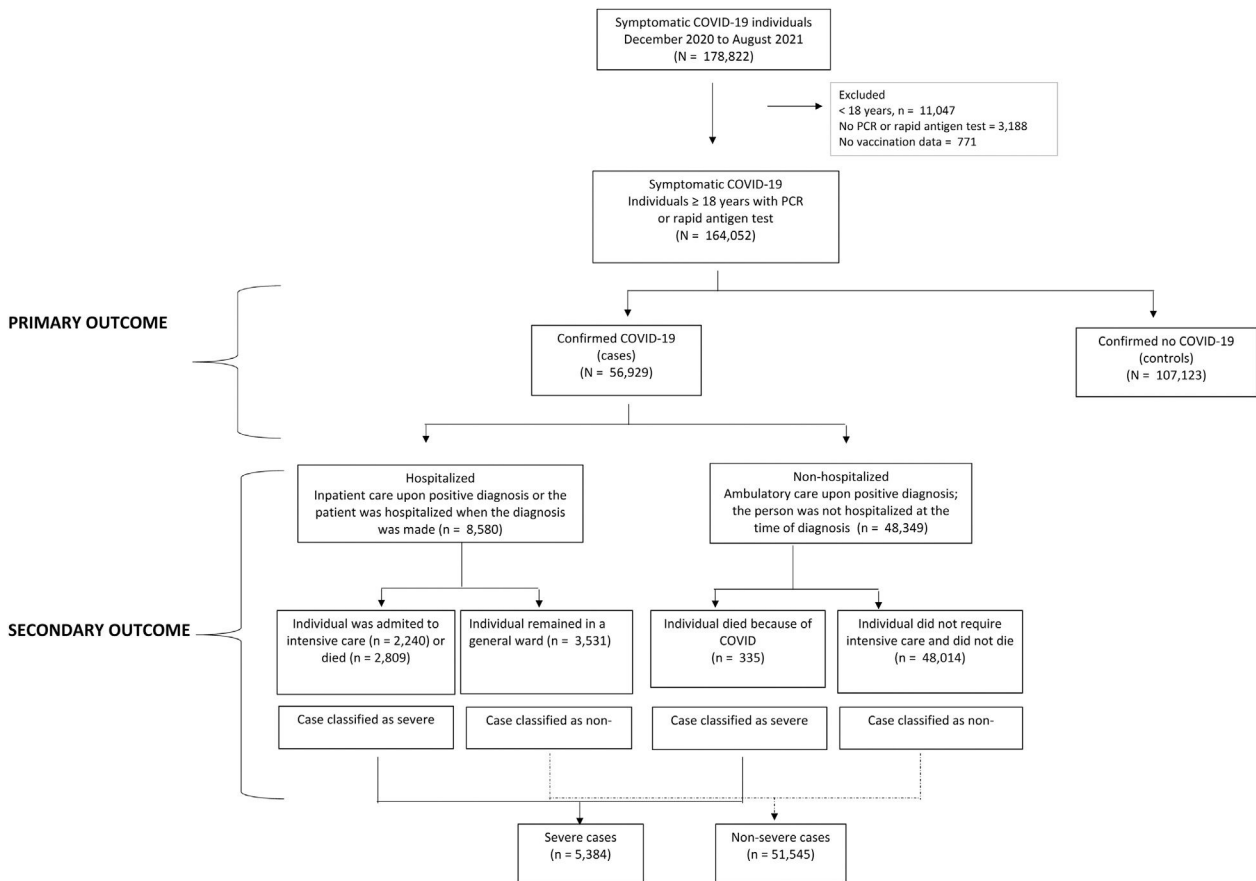 Symptomatic COVID-19 individuals
December 2020 to August 2021
(N = 178,822)
Excluded
< 18 years, n = 11,047
No PCR or rapid antigen test = 3,188
No vaccination data = 771
Symptomatic COVID-19
Individuals ≥ 18 years with PCR
or rapid antigen test
(N = 164,052)
PRIMARY OUTCOME
Confirmed COVID-19
(cases)
(N = 56,929)
Confirmed no COVID-19
(controls)
(N = 107,123)
Hospitalized
Inpatient care upon positive diagnosis or the
patient was hospitalized when the diagnosis
was made (n = 8,580)
Non-hospitalized
Ambulatory care upon positive diagnosis;
the person was not hospitalized at the
time of diagnosis (n = 48,349)
SECONDARY OUTCOME
Individual was admited to
intensive care (n = 2,240) or
died (n = 2,809)
Individual remained in a
general ward (n = 3,531)
Individual died because of
COVID
(n = 335)
Individual did not require
intensive care and did not die
(n = 48,014)
Case classified as severe
Case classified as non-
Case classified as severe
Case classified as non-
Severe cases
(n = 5,384)
Non-severe cases
(n = 51,545)